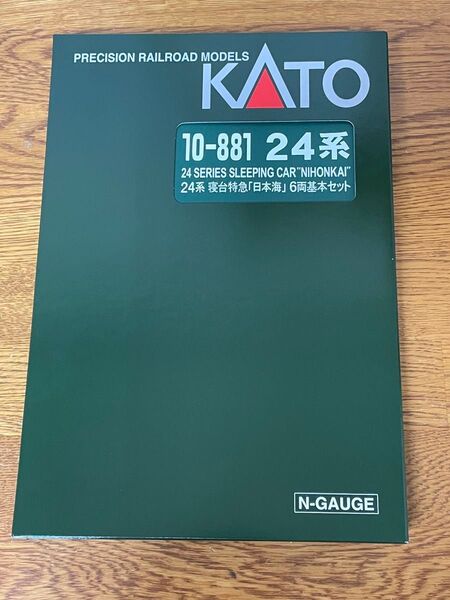 PRECISION RAILROAD MODELS
KATO
10-881 24系
24 SERIES SLEEPING CAR "NIHONKAI"
24系 寝台特急「日本海」 6両基本セット
N-GAUGE